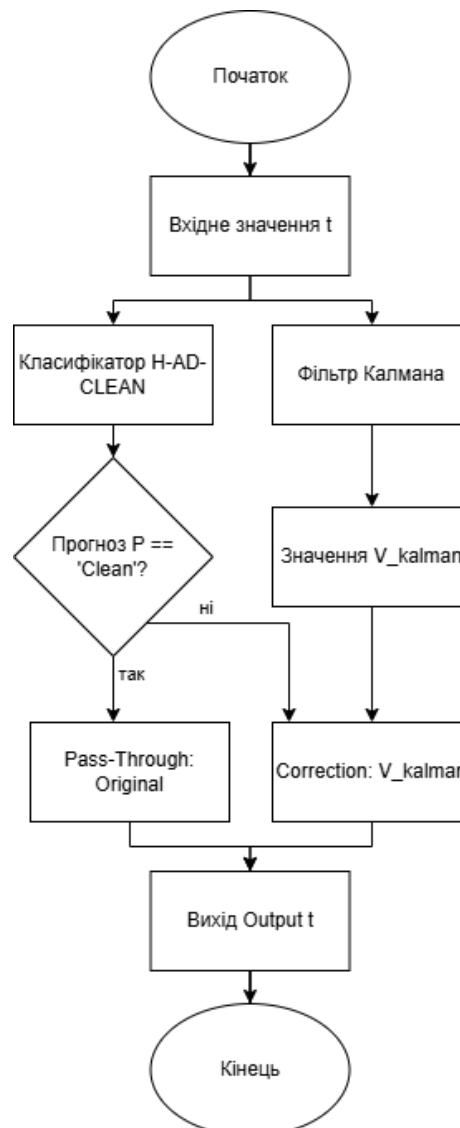 Початок
Вхідне значення t
Класифікатор H-AD-
CLEAN
Фільтр Калмана
Прогноз P ==
'Clean'?
Значення V_kalman
ні
так
Pass-Through:
Original
Correction: V_kalman
Вихід Output t
Кінець